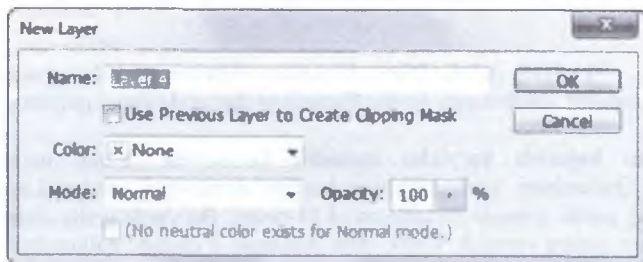 New Layer
Name: Layer 4
OK
Use Previous Layer to Create Clipping Mask
Cancel
Color: × None
Mode: Normal Opacity: 100 %
(No neutral color exists for Normal mode.)